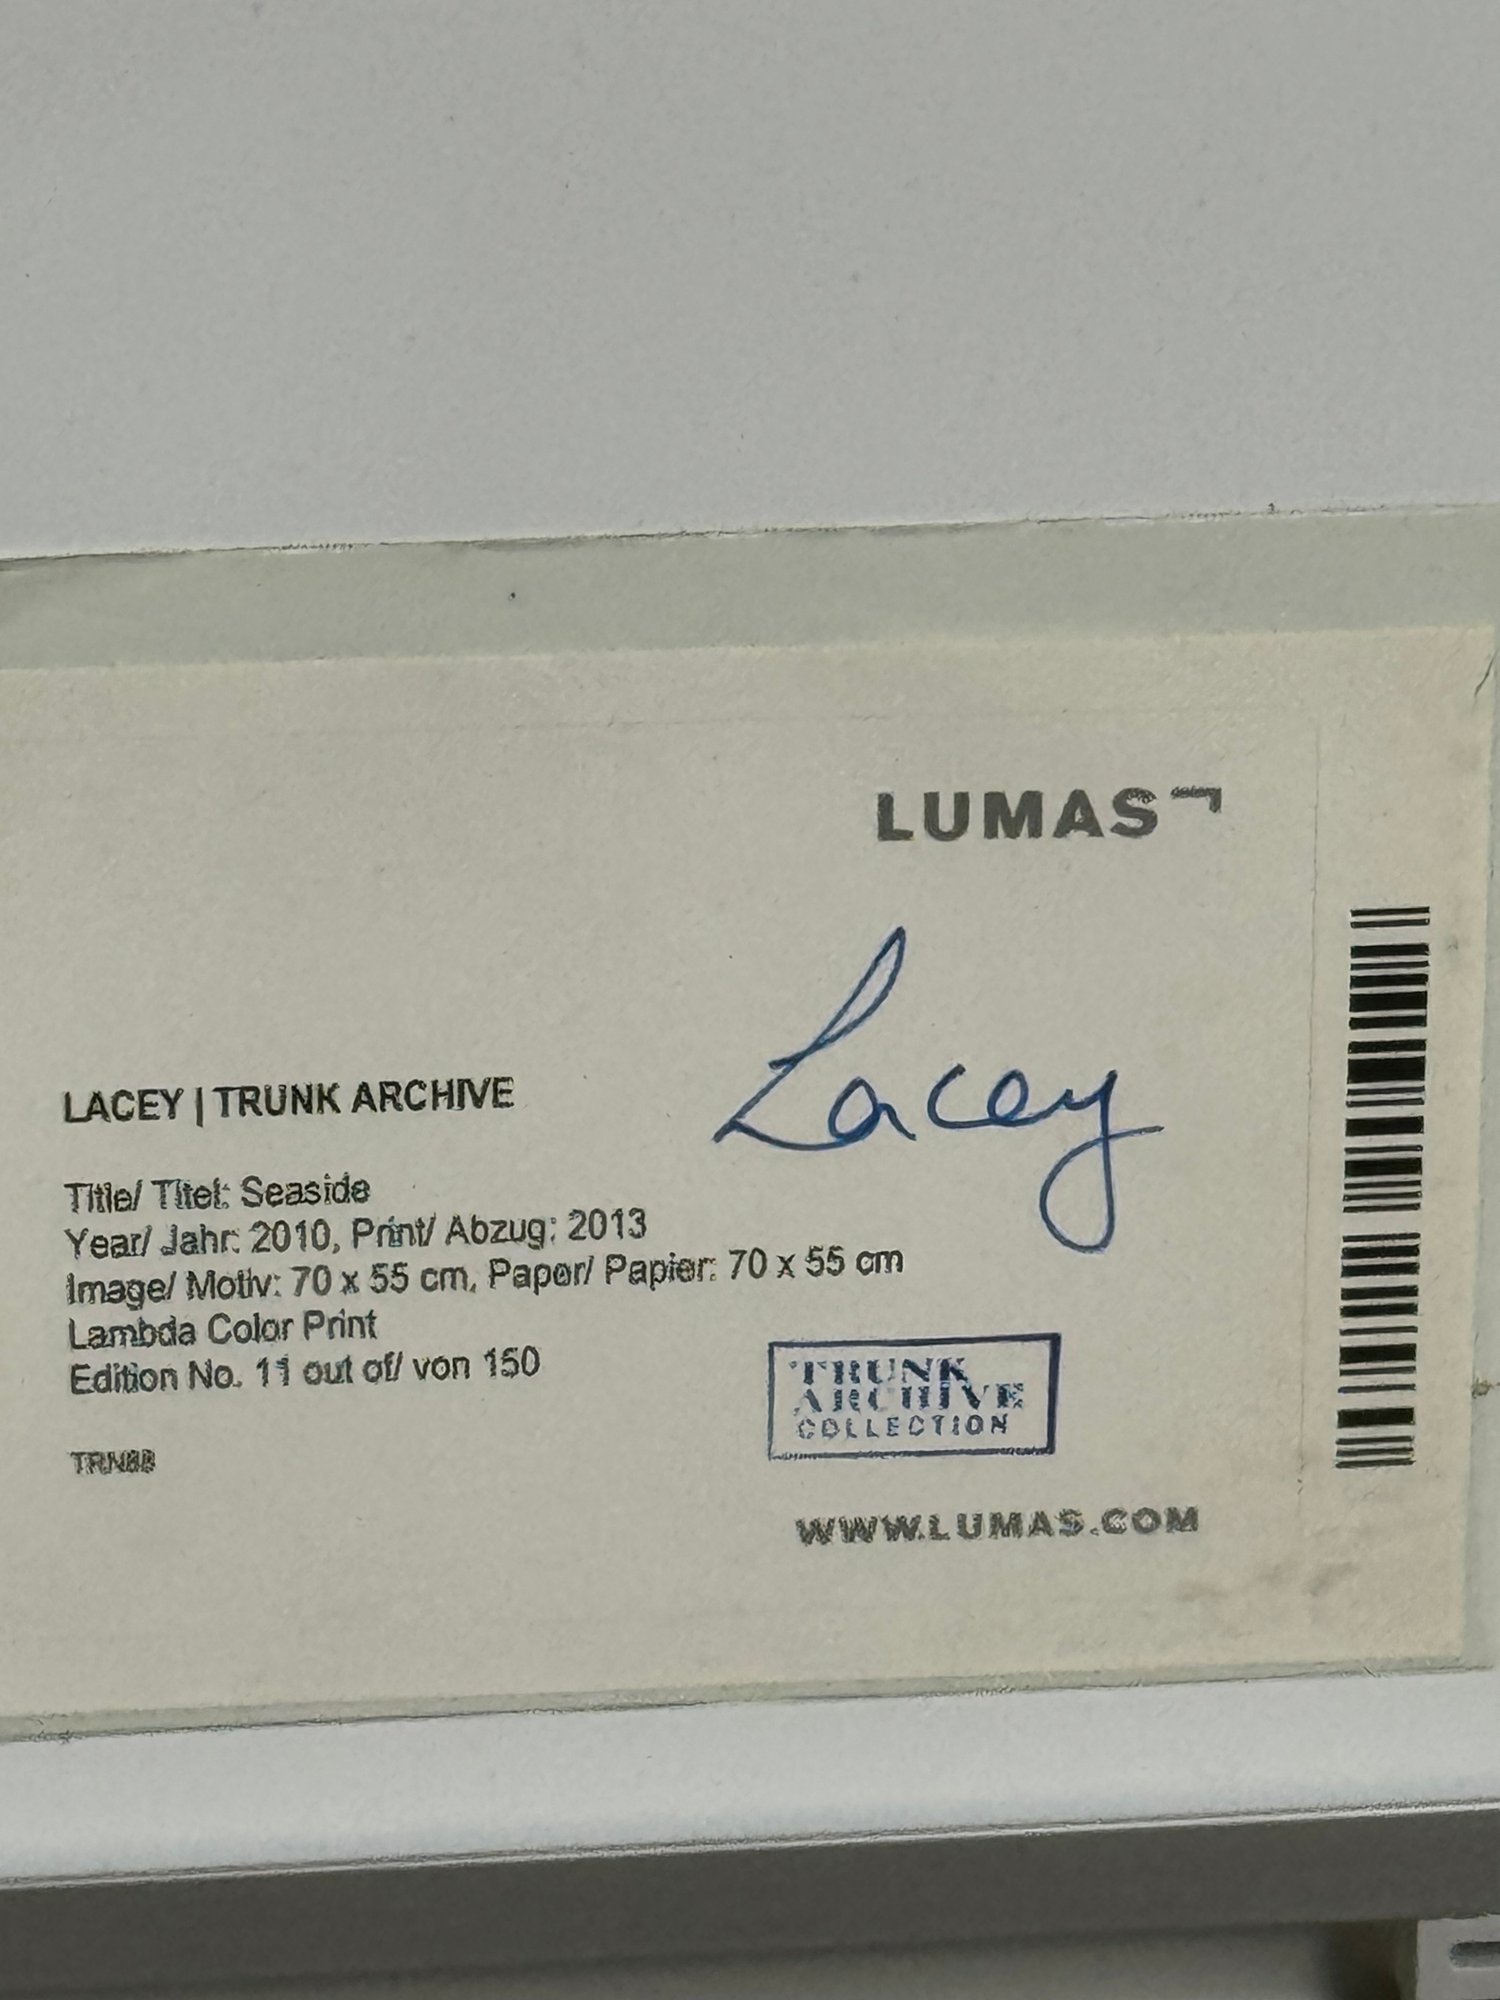 LUMAS
Lacey
LACEY | TRUNK ARCHIVE
Title/ Titel: Seaside
Year/ Jahr: 2010, Print/ Abzug: 2013
Image/ Motiv: 70 x 55 cm, Paper/ Papier: 70 x 55 cm
Lambda Color Print
Edition No. 11 out of/ von 150
TRUNK
ARCHIVE
COLLECTION
WWW.LUMAS.COM